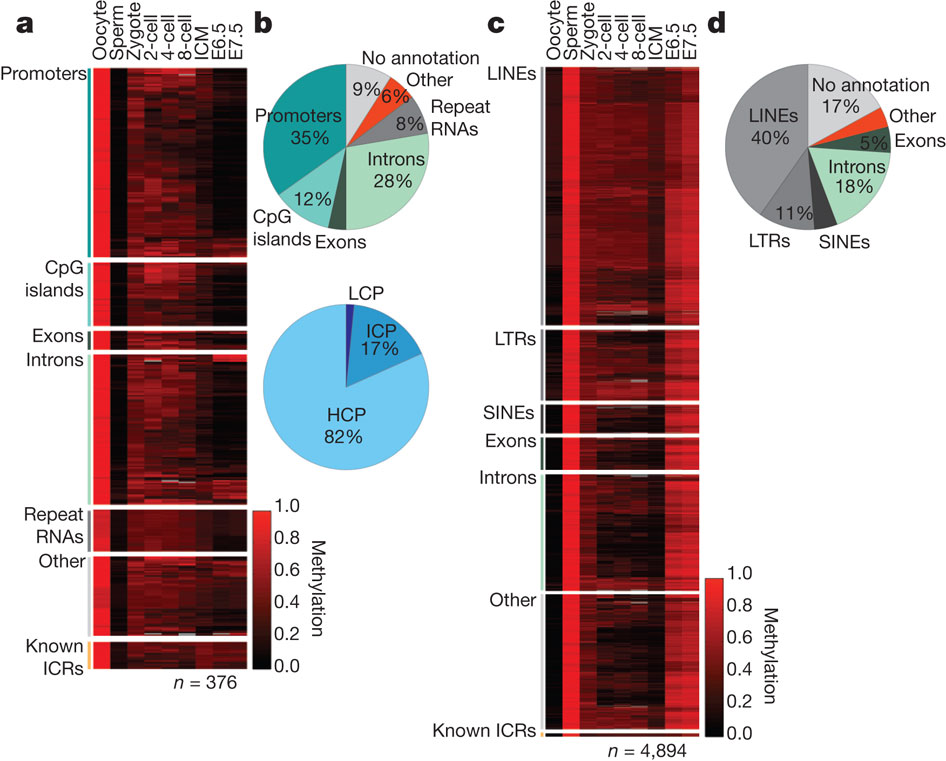 a
Oocyte
Sperm
Zygote
2-cell
4-cell
8-cell
ICM
E6.5
E7.5
Promoters
CpG
islands
Exons
Introns
Repeat
RNAs
Other
Known
ICRs
n = 376
1.0
0.8
0.6
0.4
0.2
0.0
Methylation
b
No annotation
9%
Other
6%
Repeat
RNAs
8%
Introns
28%
Exons
CpG
islands
12%
Promoters
35%
LCP
ICP
17%
HCP
82%
c
Oocyte
Sperm
Zygote
2-cell
4-cell
8-cell
ICM
E6.5
E7.5
LINEs
LTRs
SINEs
Exons
Introns
Other
Known ICRs
n = 4,894
1.0
0.8
0.6
0.4
0.2
0.0
Methylation
d
No annotation
17%
Other
Exons
5%
Introns
18%
SINEs
LTRs
11%
LINEs
40%